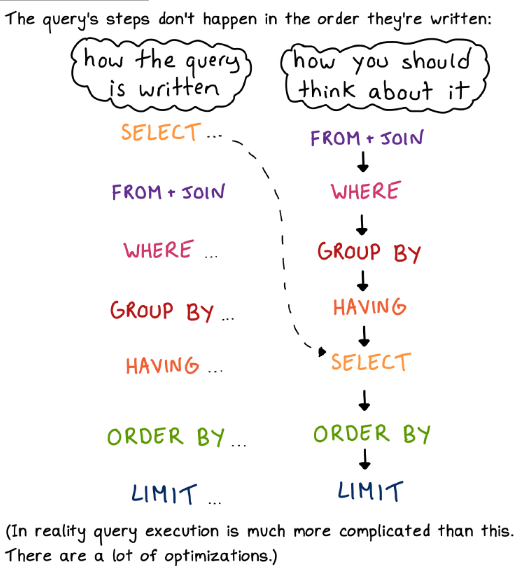 The query's steps don't happen in the order they're written:
how the query
is written
SELECT ...
FROM + JOIN
WHERE ...
GROUP BY ...
HAVING ...
ORDER BY ...
LIMIT ...
how you should
think about it
FROM + JOIN
WHERE
GROUP BY
HAVING
SELECT
ORDER BY
LIMIT
(In reality query execution is much more complicated than this.
There are a lot of optimizations.)